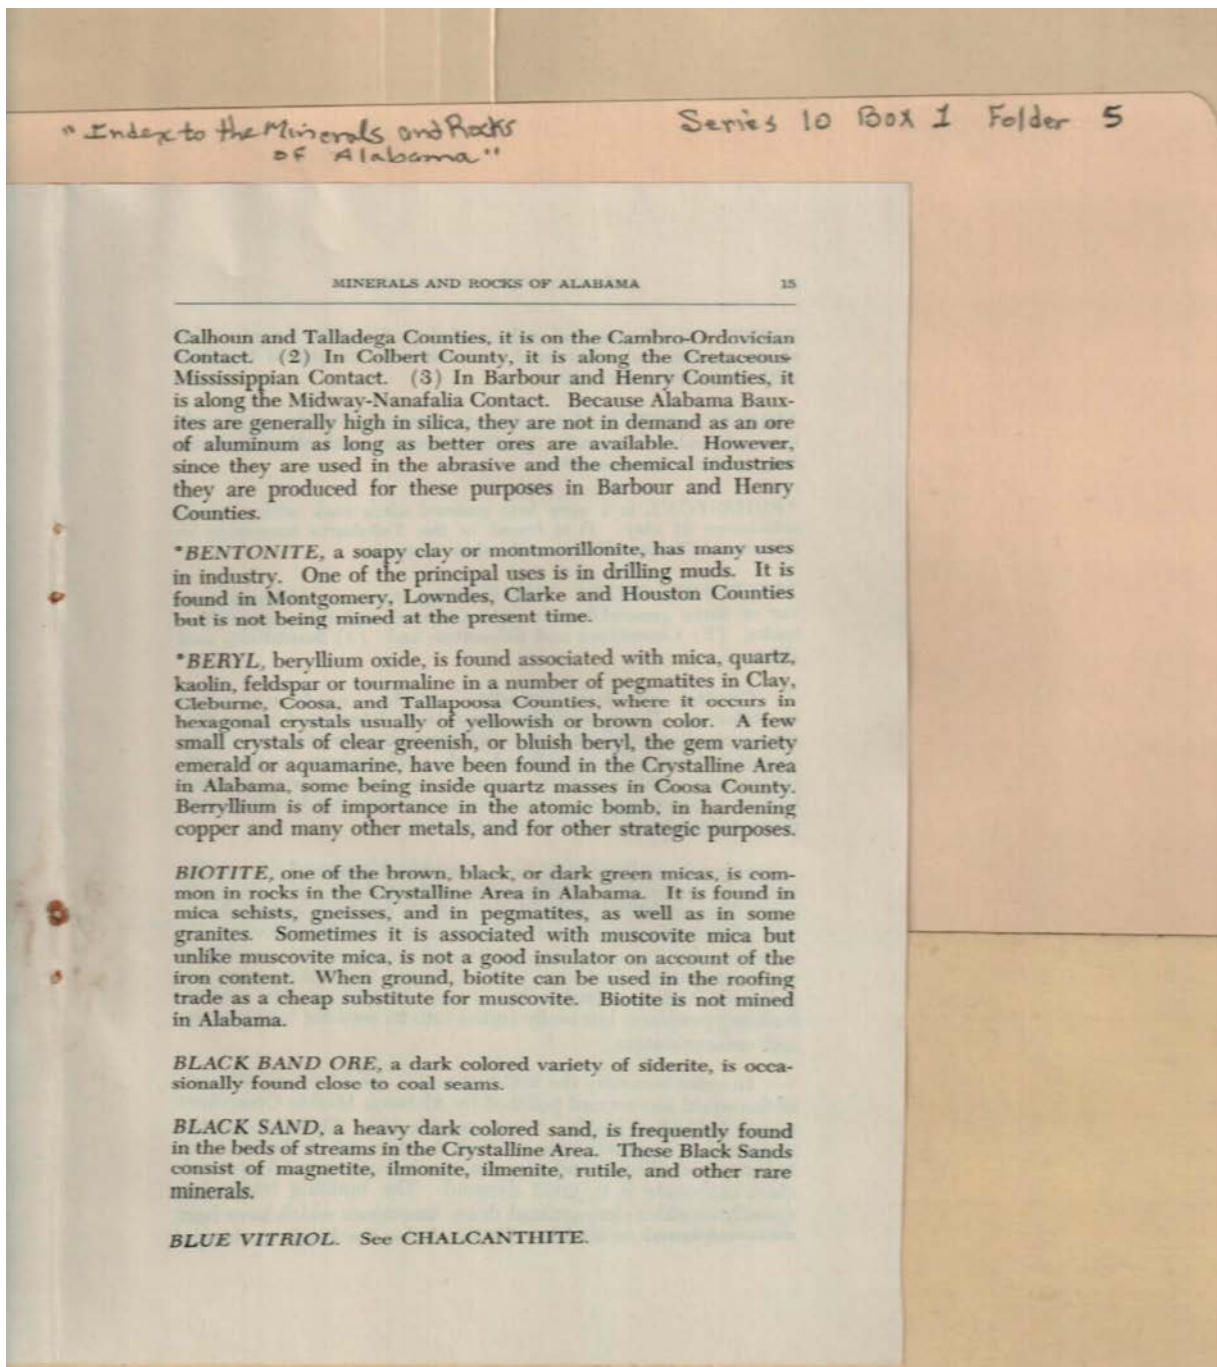 "Index to the Minerals and Rocks
of Alabama"
Series 10 Box 1 Folder 5
MINERALS AND ROCKS OF ALABAMA 15
Calhoun and Talladega Counties, it is on the Cambro-Ordovician
Contact. (2) In Colbert County, it is along the Cretaceous-
Mississippian Contact. (3) In Barbour and Henry Counties, it
is along the Midway-Nanafalia Contact. Because Alabama Baux-
ites are generally high in silica, they are not in demand as an ore
of aluminum as long as better ores are available. However,
since they are used in the abrasive and the chemical industries
they are produced for these purposes in Barbour and Henry
Counties.
*BENTONITE, a soapy clay or montmorillonite, has many uses
in industry. One of the principal uses is in drilling muds. It is
found in Montgomery, Lowndes, Clarke and Houston Counties
but is not being mined at the present time.
*BERYL, beryllium oxide, is found associated with mica, quartz,
kaolin, feldspar or tourmaline in a number of pegmatites in Clay,
Cleburne, Coosa, and Tallapoosa Counties, where it occurs in
hexagonal crystals usually of yellowish or brown color. A few
small crystals of clear greenish, or bluish beryl, the gem variety
emerald or aquamarine, have been found in the Crystalline Area
in Alabama, some being inside quartz masses in Coosa County.
Berryllium is of importance in the atomic bomb, in hardening
copper and many other metals, and for other strategic purposes.
BIOTITE, one of the brown, black, or dark green micas, is com-
mon in rocks in the Crystalline Area in Alabama. It is found in
mica schists, gneisses, and in pegmatites, as well as in some
granites. Sometimes it is associated with muscovite mica but
unlike muscovite mica, is not a good insulator on account of the
iron content. When ground, biotite can be used in the roofing
trade as a cheap substitute for muscovite. Biotite is not mined
in Alabama.
BLACK BAND ORE, a dark colored variety of siderite, is occa-
sionally found close to coal seams.
BLACK SAND, a heavy dark colored sand, is frequently found
in the beds of streams in the Crystalline Area. These Black Sands
consist of magnetite, ilmonite, ilmenite, rutile, and other rare
minerals.
BLUE VITRIOL. See CHALCANTHITE.